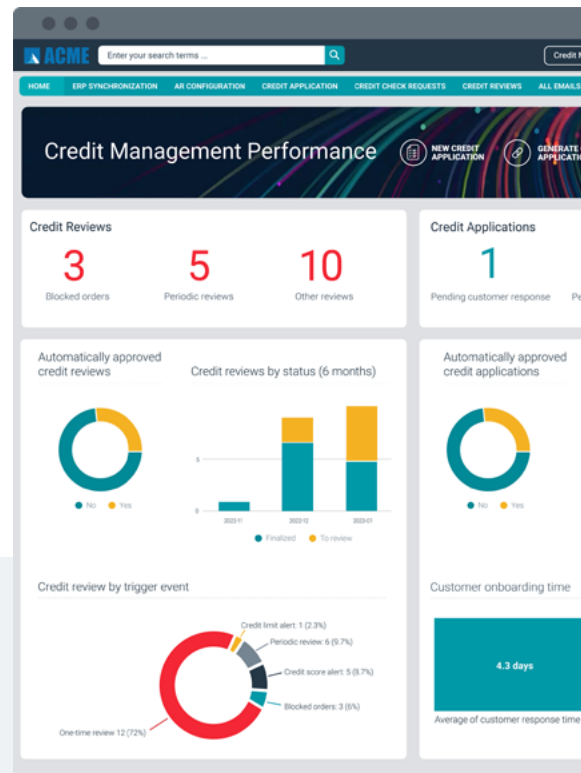 ACME
Enter your search terms ...
Credit
HOME ERP SYNCHRONIZATION AR CONFIGURATION CREDIT APPLICATION CREDIT CHECK REQUESTS CREDIT REVIEWS ALL EMAILS
Credit Management Performance
NEW CREDIT
APPLICATION
GENERATE
Credit Reviews
3 5 10
Blocked orders Periodic reviews Other reviews
Credit Applications
1
Pending customer response
Automatically approved
credit reviews
No Yes
Credit reviews by status (6 months)
5
0
2022-11 2022-12 2023-01
Finalized To review
Automatically approved
credit applications
No Yes
Credit review by trigger event
Credit limit alert: 1 (2.3%)
Periodic review: 6 (9.7%)
Credit score alert: 5 (8.7%)
Blocked orders: 3 (6%)
One-time review 12 (72%)
Customer onboarding time
4.3 days
Average of customer response time